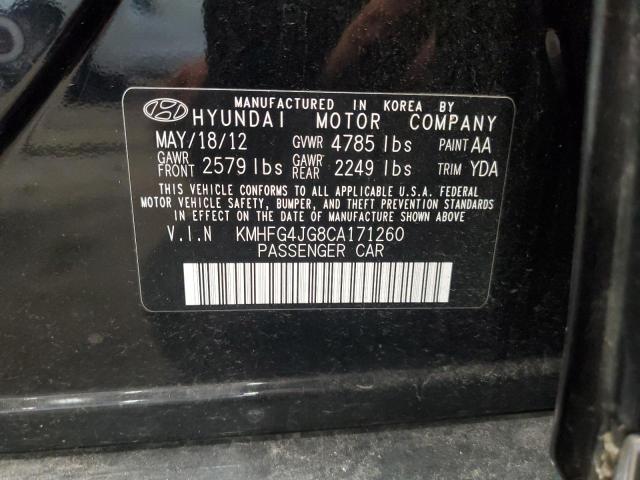 MANUFACTURED IN KOREA BY
HYUNDAI MOTOR COMPANY
MAY/18/12 GVWR 4785 lbs PAINT AA
GAWR FRONT 2579 lbs GAWR REAR 2249 lbs TRIM YDA
THIS VEHICLE CONFORMS TO ALL APPLICABLE U.S.A. FEDERAL
MOTOR VEHICLE SAFETY, BUMPER, AND THEFT PREVENTION STANDARDS
IN EFFECT ON THE DATE OF MANUFACTURE SHOWN ABOVE
V.I.N KMHFG4JG8CA171260
PASSENGER CAR